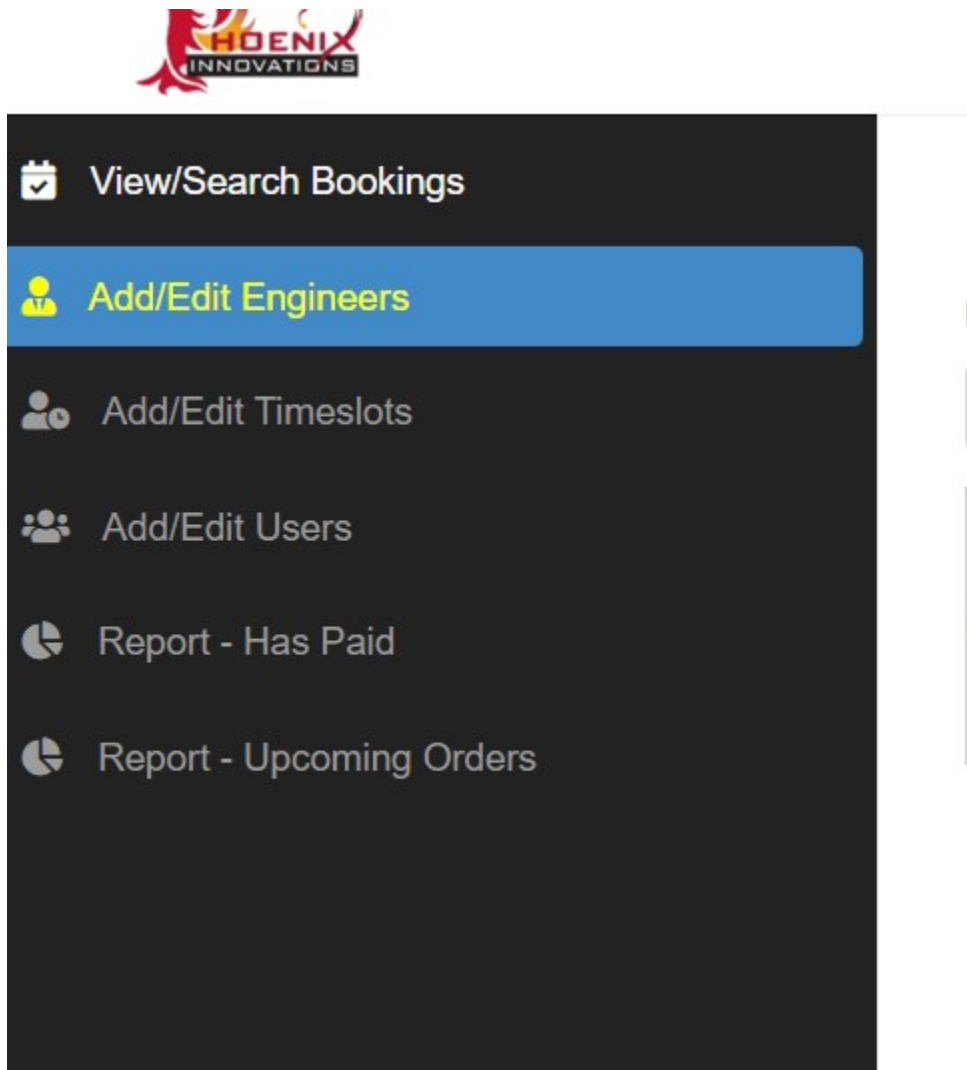 PHOENIX
INNOVATIONS
View/Search Bookings
Add/Edit Engineers
Add/Edit Timeslots
Add/Edit Users
Report - Has Paid
Report - Upcoming Orders